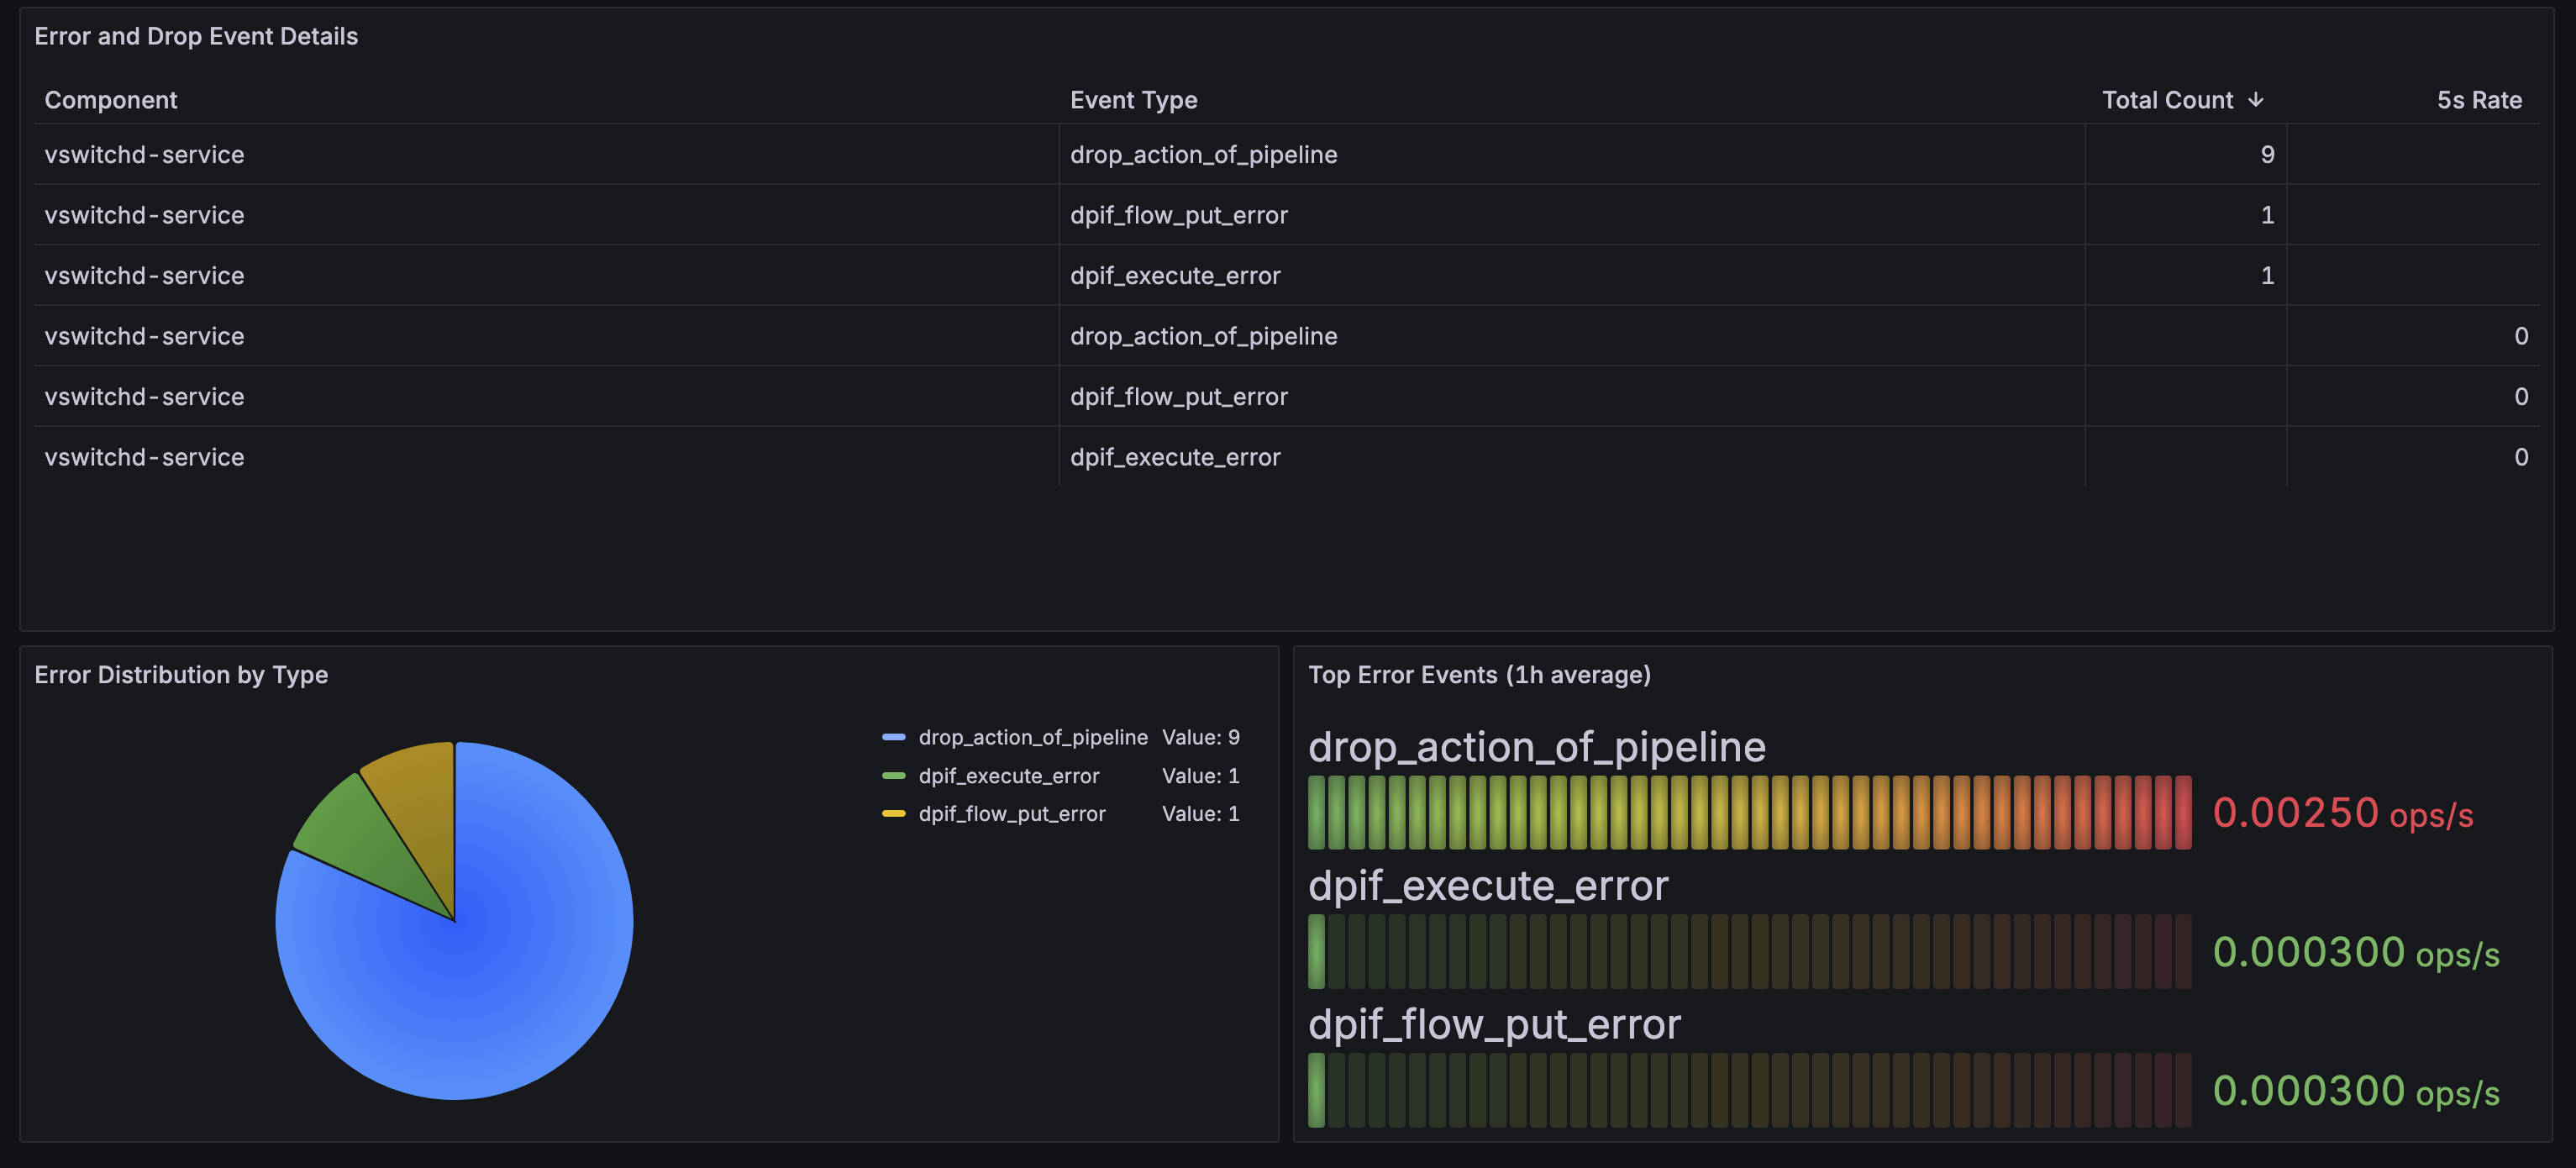 Error and Drop Event Details
Component Event Type Total Count ↓ 5s Rate
vswitchd-service drop_action_of_pipeline 9
vswitchd-service dpif_flow_put_error 1
vswitchd-service dpif_execute_error 1
vswitchd-service drop_action_of_pipeline 0
vswitchd-service dpif_flow_put_error 0
vswitchd-service dpif_execute_error 0
Error Distribution by Type
drop_action_of_pipeline Value: 9
dpif_execute_error Value: 1
dpif_flow_put_error Value: 1
Top Error Events (1h average)
drop_action_of_pipeline
0.00250 ops/s
dpif_execute_error
0.000300 ops/s
dpif_flow_put_error
0.000300 ops/s